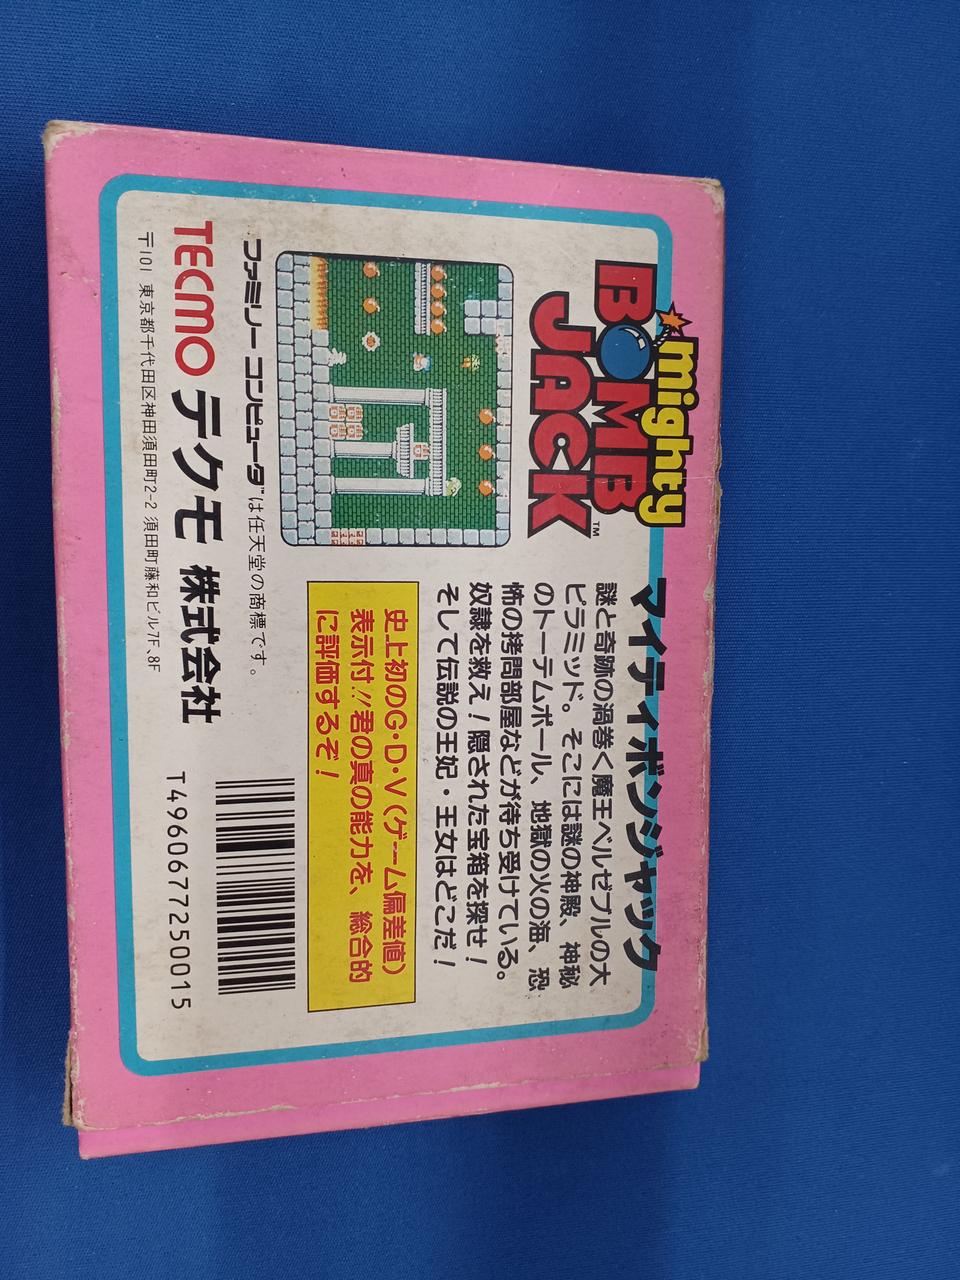 mighty
BOMB
JACK™
マイティボンジャック
謎と奇跡の渦巻く魔王ベルゼブルの大
ピラミッド。そこには謎の神殿、神秘
のトーテムポール、地獄の火の海、恐
怖の拷問部屋などが待ち受けている。
奴隷を救え！隠された宝箱を探せ！
そして伝説の王妃・王女はどこだ！
史上初のG・D・V(ゲーム偏差値)
表示付!!君の真の能力を、総合的
に評価するぞ！
ファミリーコンピュータ™は任天堂の商標です。
TECMO テクモ 株式会社
〒101 東京都千代田区神田須田町2-2 須田町藤和ビル7F、8F
T4960677250015